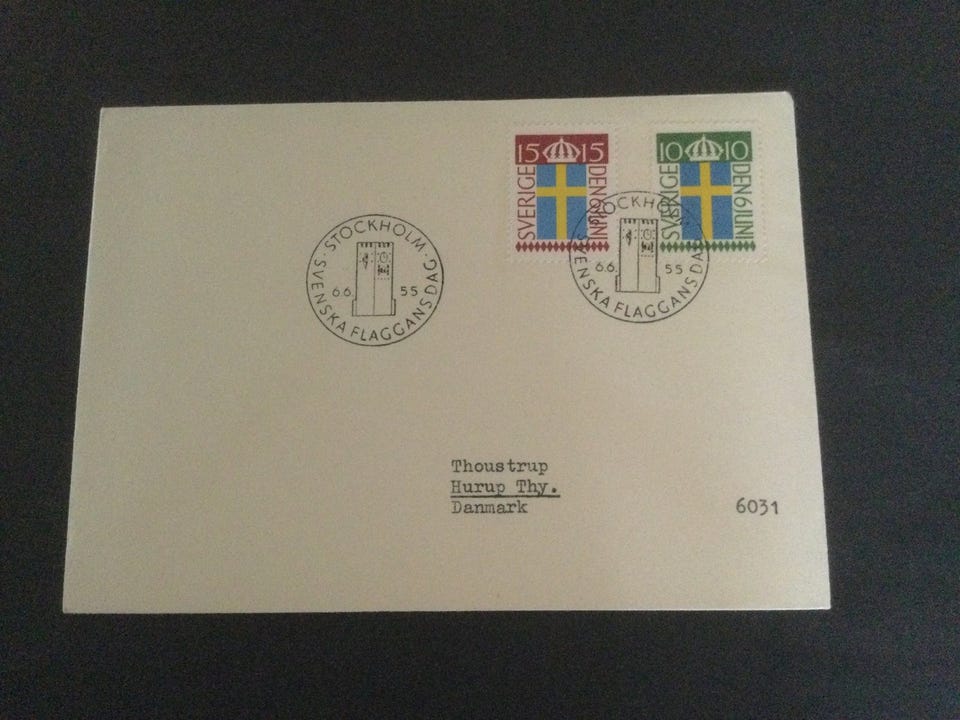 15 15
SVERIGE
DEN 6 JUNI
10 10
SVERIGE
DEN 6 JUNI
STOCKHOLM
6.6 55
· SVENSKA FLAGGANS DAG ·
STOCKHOLM
6.6 55
SVENSKA FLAGGANS DAG
Thoustrup
Hurup Thy.
Danmark
6031